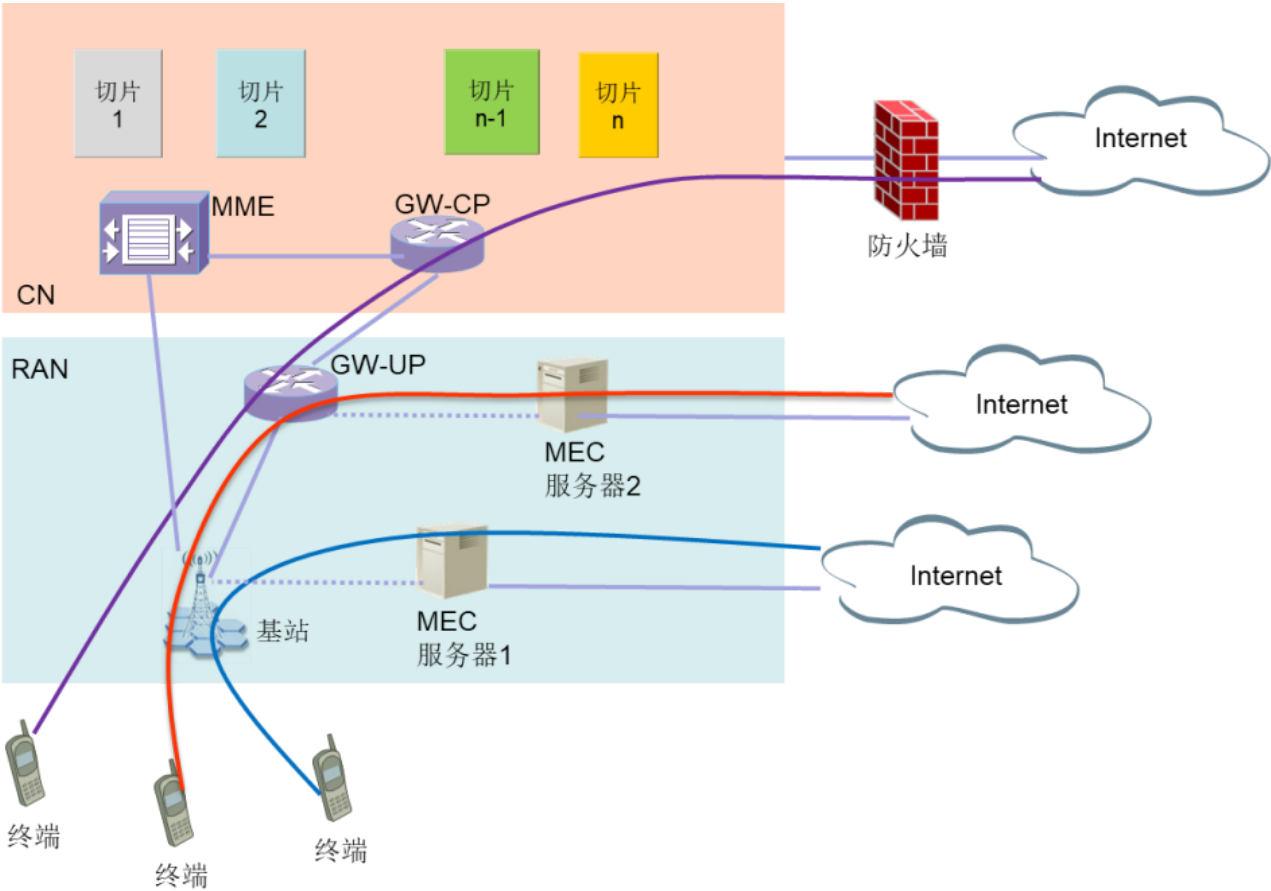 切片
1
切片
2
切片
n-1
切片
n
Internet
MME
GW-CP
防火墙
CN
RAN
GW-UP
Internet
MEC
服务器2
Internet
基站
MEC
服务器1
终端
终端
终端